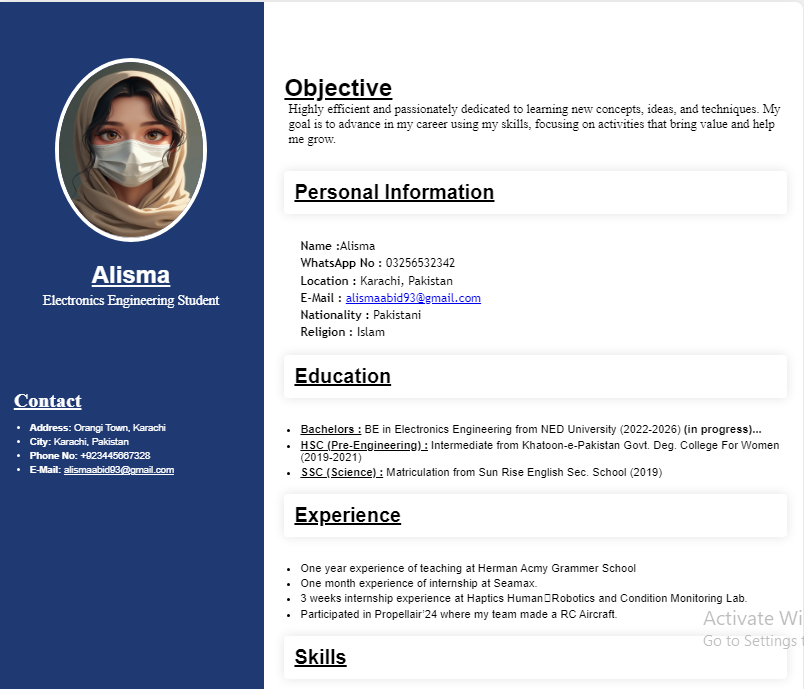 Alisma
Electronics Engineering Student
Contact
Address: Orangi Town, Karachi
City: Karachi, Pakistan
Phone No: +923445667328
E-Mail: alismaabid93@gmail.com
Objective
Highly efficient and passionately dedicated to learning new concepts, ideas, and techniques. My
goal is to advance in my career using my skills, focusing on activities that bring value and help
me grow.
Personal Information
Name :Alisma
WhatsApp No : 03256532342
Location : Karachi, Pakistan
E-Mail : alismaabid93@gmail.com
Nationality : Pakistani
Religion : Islam
Education
Bachelors : BE in Electronics Engineering from NED University (2022-2026) (in progress)...
HSC (Pre-Engineering) : Intermediate from Khatoon-e-Pakistan Govt. Deg. College For Women
(2019-2021)
SSC (Science) : Matriculation from Sun Rise English Sec. School (2019)
Experience
One year experience of teaching at Herman Acmy Grammer School
One month experience of internship at Seamax.
3 weeks internship experience at Haptics Human▯Robotics and Condition Monitoring Lab.
Participated in Propellair'24 where my team made a RC Aircraft.
Skills
Activate Wi
Go to Settings t